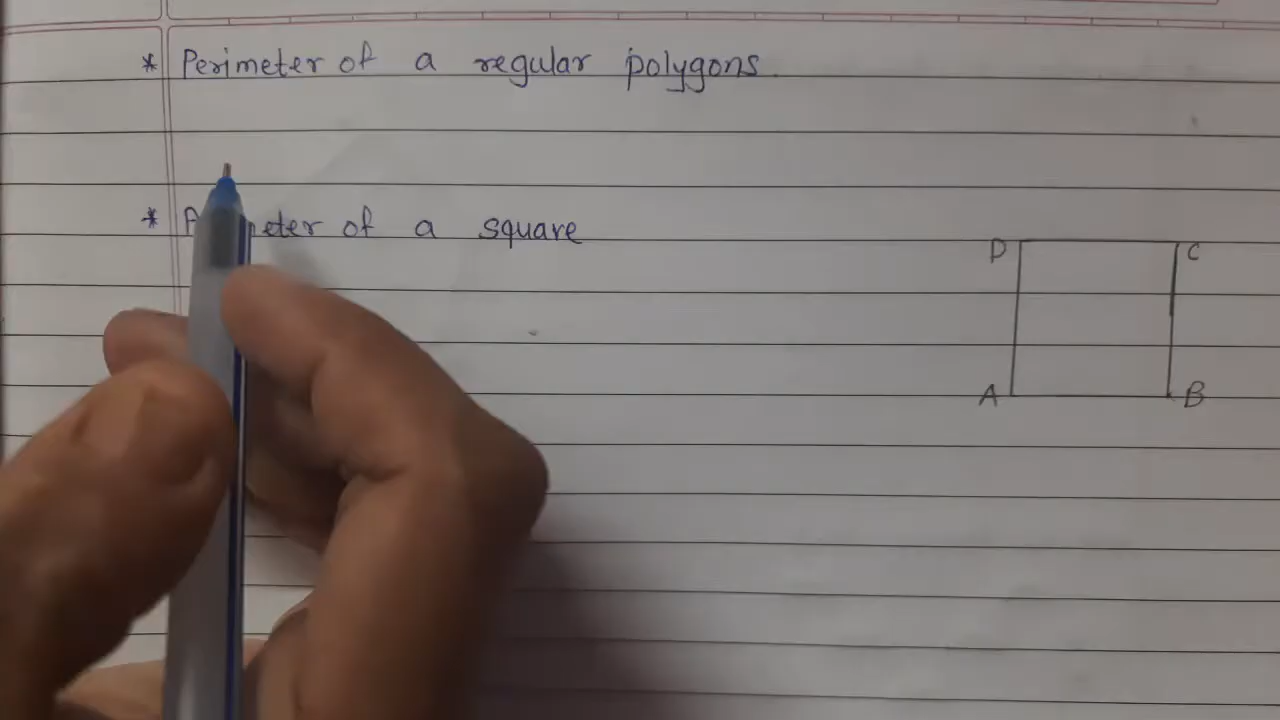 * Perimeter of a regular polygons.
* of a square
D C
A B